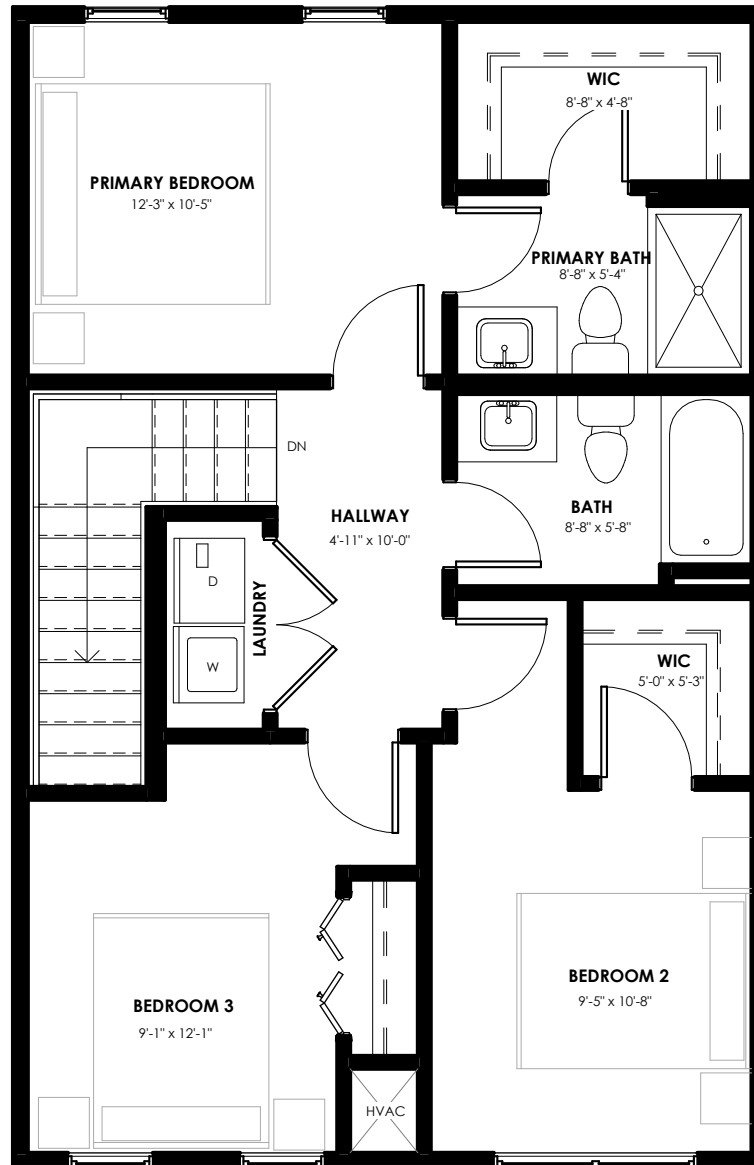 WIC
8'-8" x 4'-8"
PRIMARY BEDROOM
12'-3" x 10'-5"
PRIMARY BATH
8'-8" x 5'-4"
DN
HALLWAY
4'-11" x 10'-0"
BATH
8'-8" x 5'-8"
D
LAUNDRY
W
WIC
5'-0" x 5'-3"
BEDROOM 2
9'-5" x 10'-8"
BEDROOM 3
9'-1" x 12'-1"
HVAC